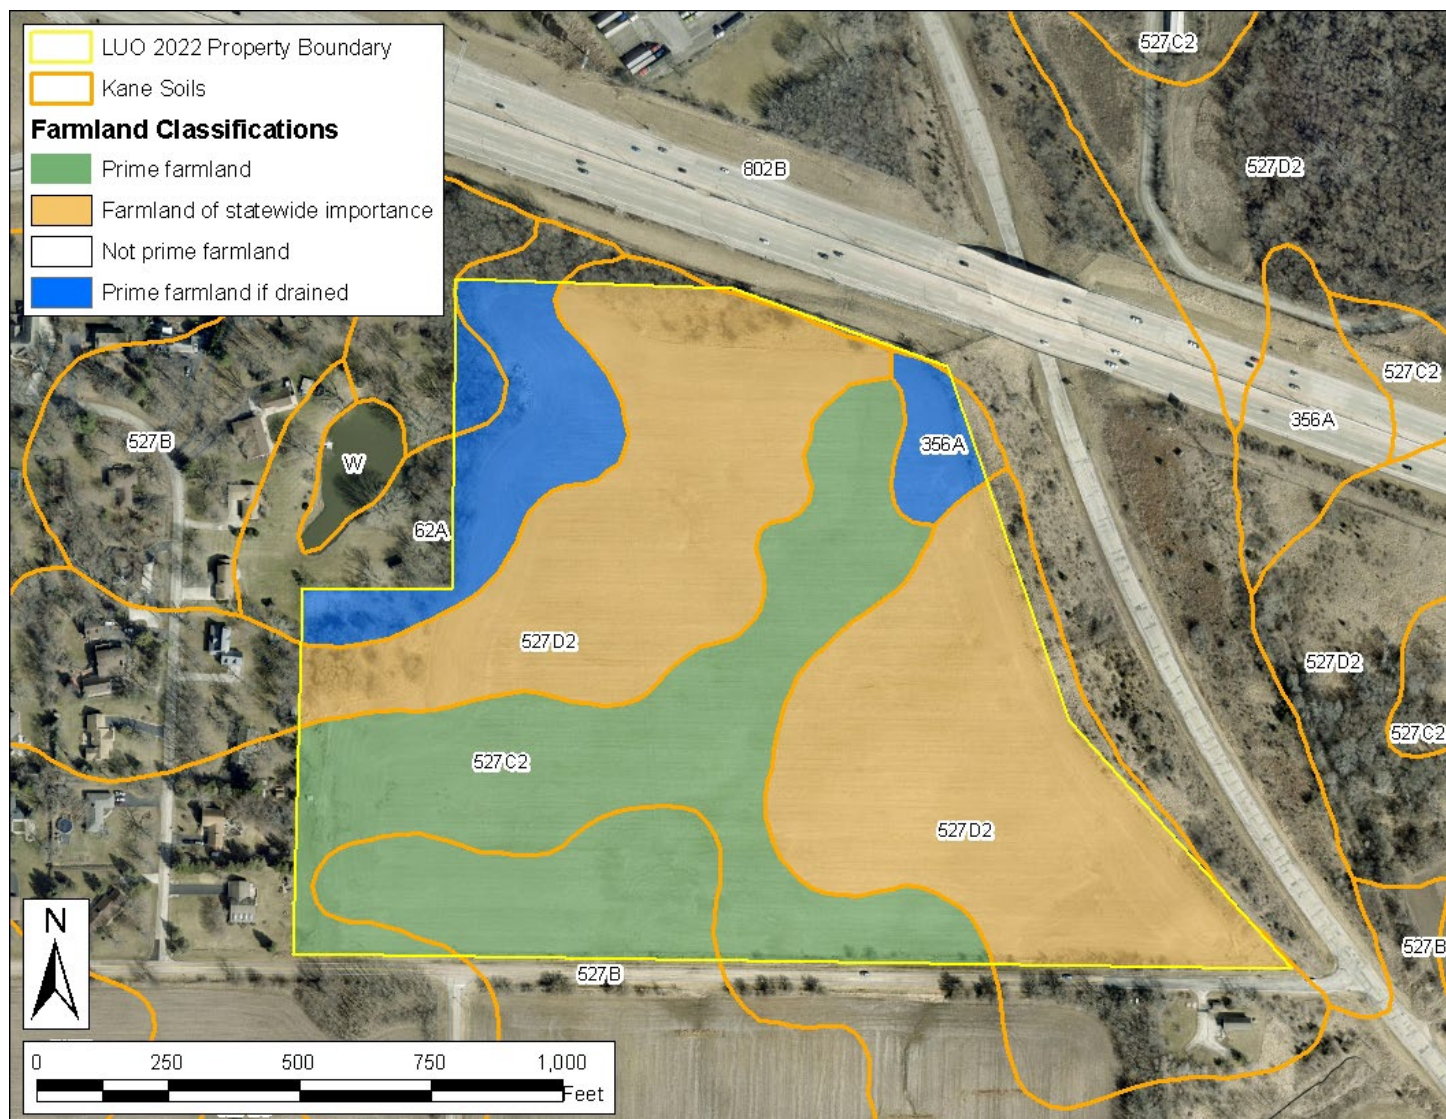 LUO 2022 Property Boundary
Kane Soils
Farmland Classifications
Prime farmland
Farmland of statewide importance
Not prime farmland
Prime farmland if drained
527C2
802B
527D2
527C2
356A
527B
W
356A
62A
527D2
527D2
527C2
527C2
527D2
527B
527B
N
0 250 500 750 1,000
Feet